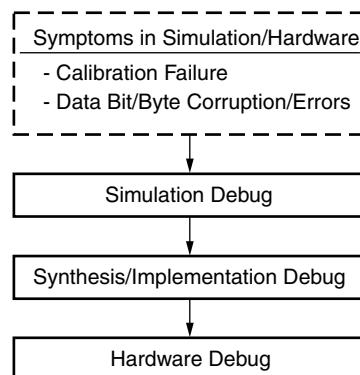 Symptoms in Simulation/Hardware
- Calibration Failure
- Data Bit/Byte Corruption/Errors
Simulation Debug
Synthesis/Implementation Debug
Hardware Debug